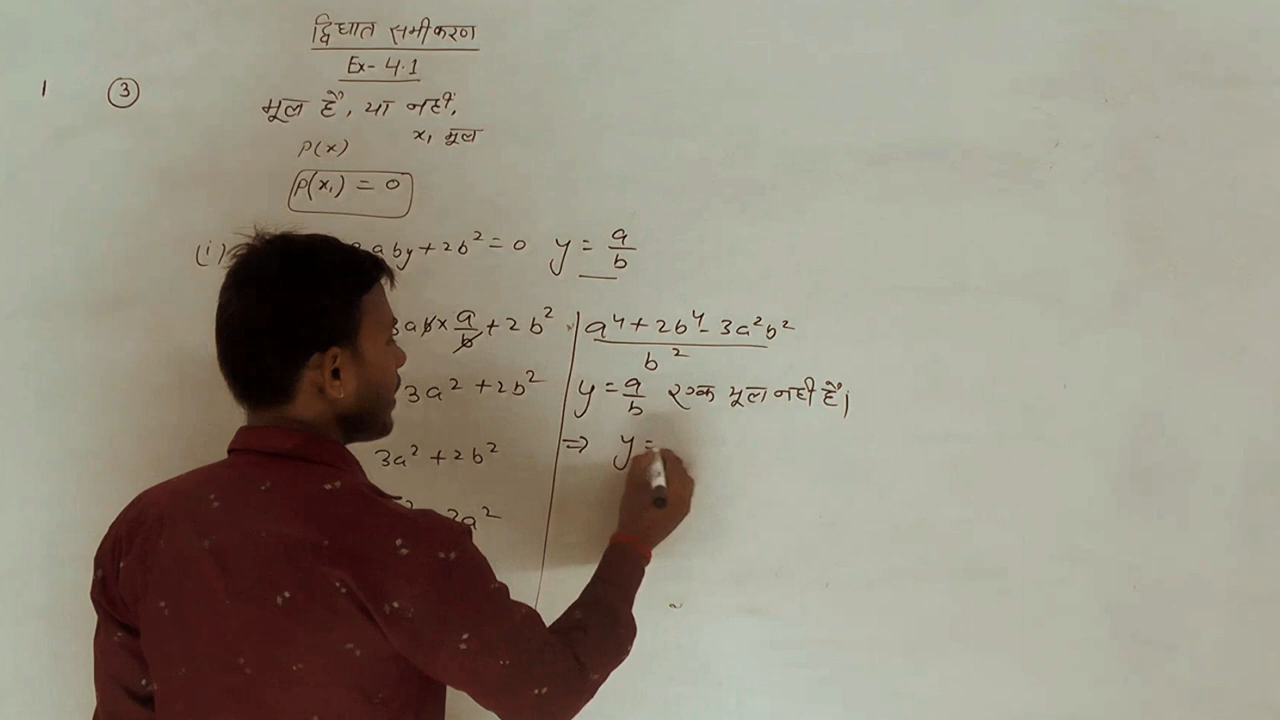 द्विघात समीकरण
Ex- 4.1
1 ③
मूल है, या नहीं,
x₁ मूल
P(x)
P(x₁) = 0
(i) aby + 2b² = 0 y = a/b
3ab × a/b + 2b²
3a² + 2b²
3a² + 2b²
3a²
a⁴ + 2b⁴ - 3a²b² / b²
y = a/b एक मूल नहीं है।
⇒ y =